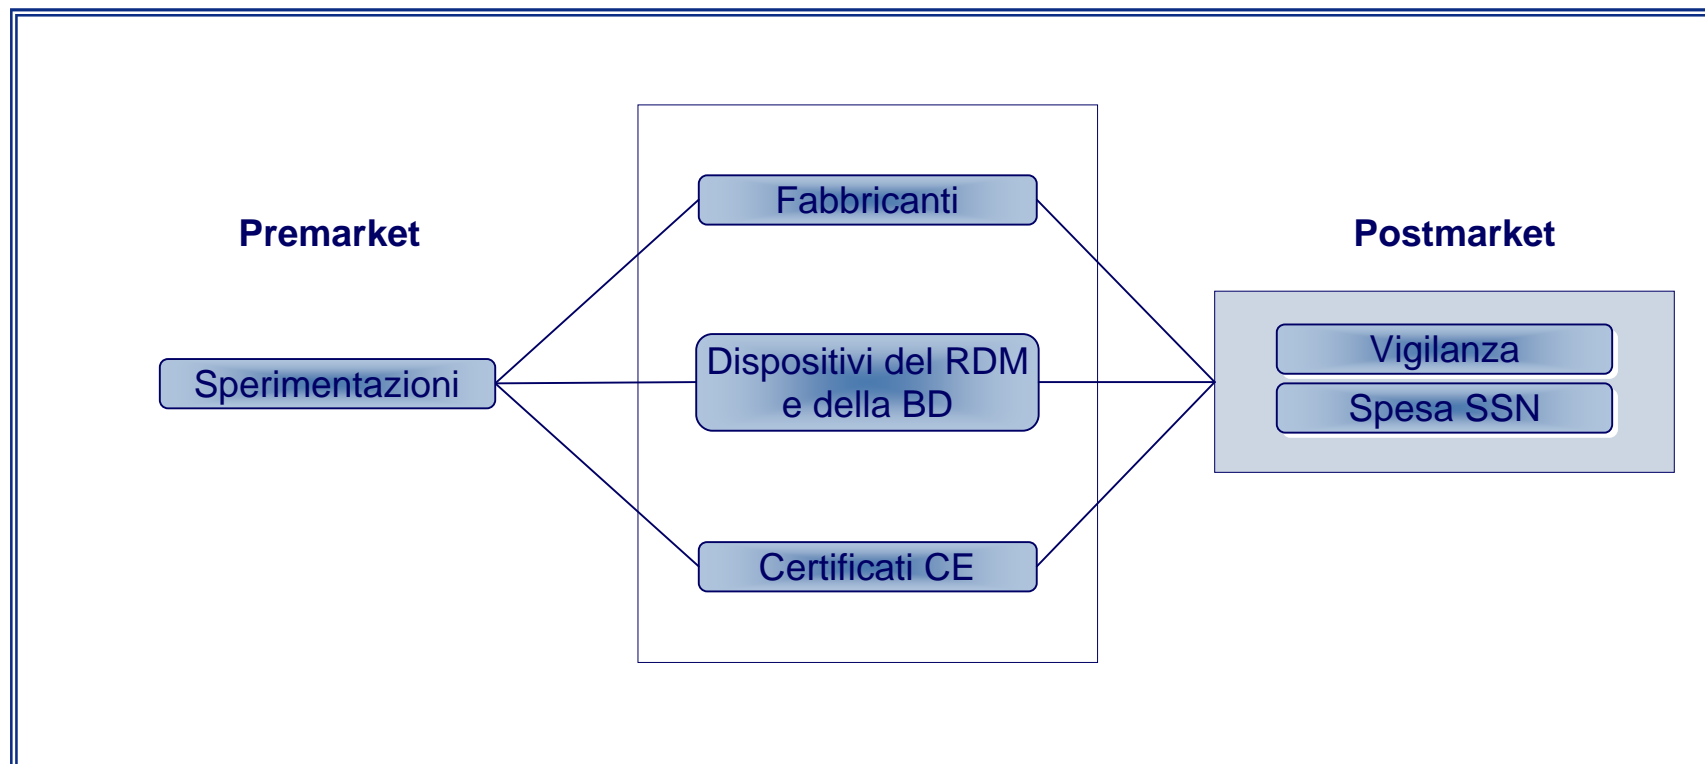 Premarket
Sperimentazioni
Fabbricanti
Dispositivi del RDM
e della BD
Certificati CE
Postmarket
Vigilanza
Spesa SSN